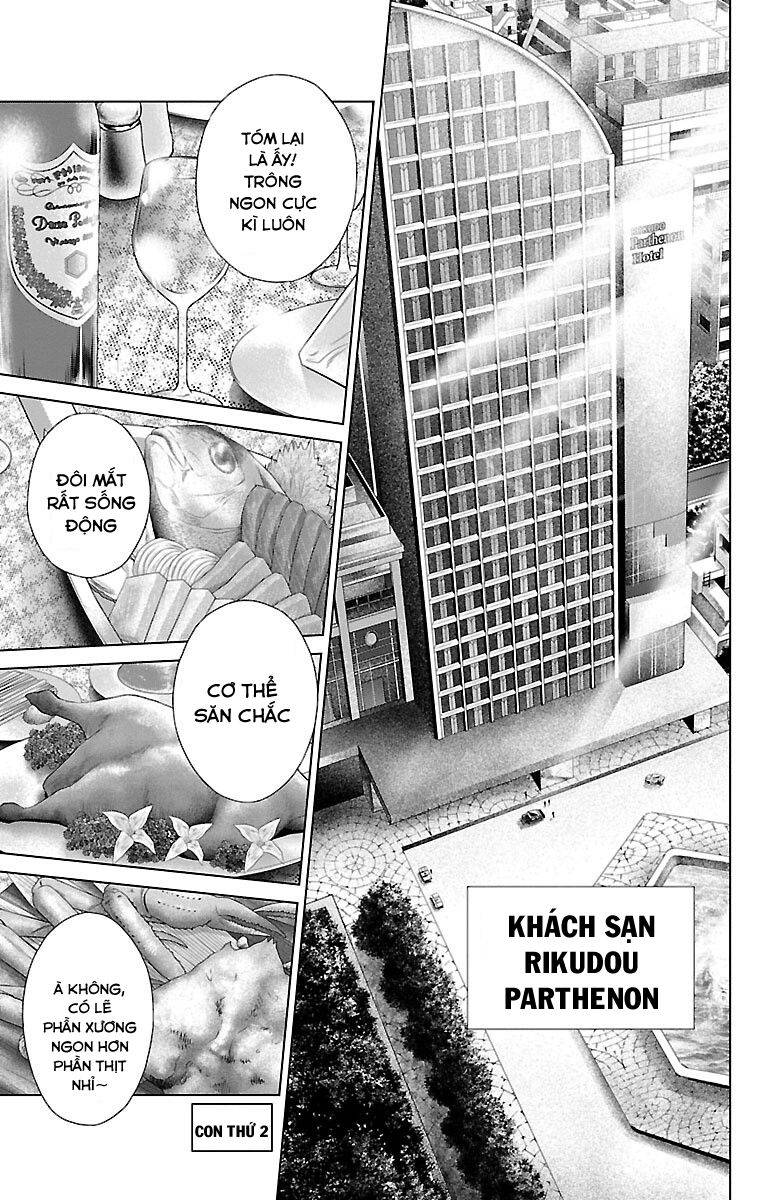 KHÁCH SẠN
RIKUDOU
PARTHENON
RIKUDO
Parthenon
Hotel
TÓM LẠI
LÀ ẤY!
TRÔNG
NGON CỰC
KÌ LUÔN
ĐÔI MẮT
RẤT SỐNG
ĐỘNG
CƠ THỂ
SĂN CHẮC
À KHÔNG,
CÓ LẼ
PHẦN XƯƠNG
NGON HƠN
PHẦN THỊT
NHỈ~
CON THỨ 2